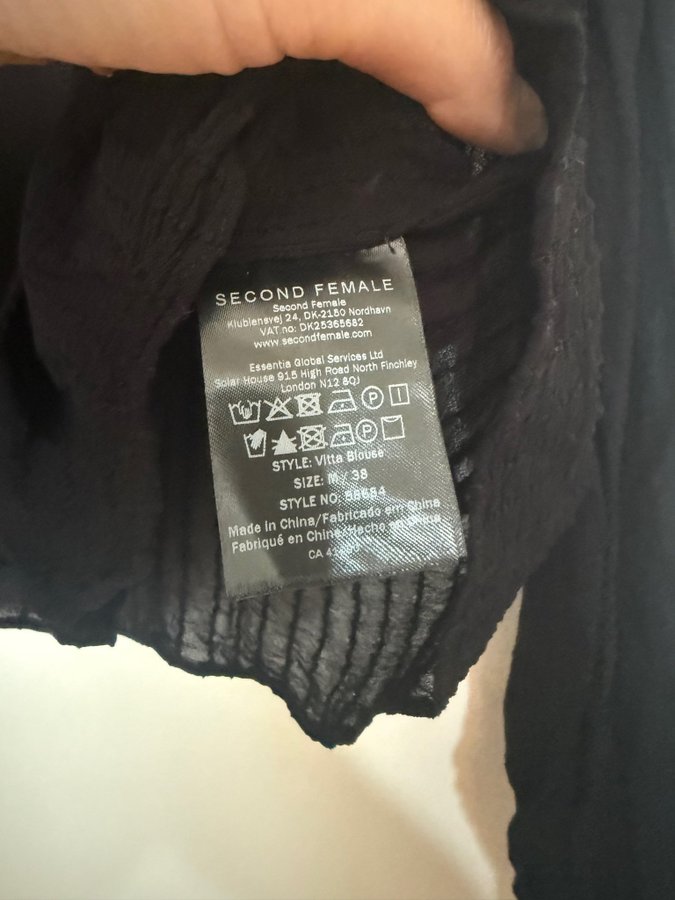 SECOND FEMALE
Second Female
Klubiensvej 24, DK-2150 Nordhavn
VAT no: DK25365682
www.secondfemale.com
Essentia Global Services Ltd
Solar House 915 High Road North Finchley
London N12 8QJ
P
P
STYLE: Vitta Blouse
SIZE: M / 38
STYLE NO:
Made in China/Fabricado en China
Fabriqué en Chine/Hecho en China
CA